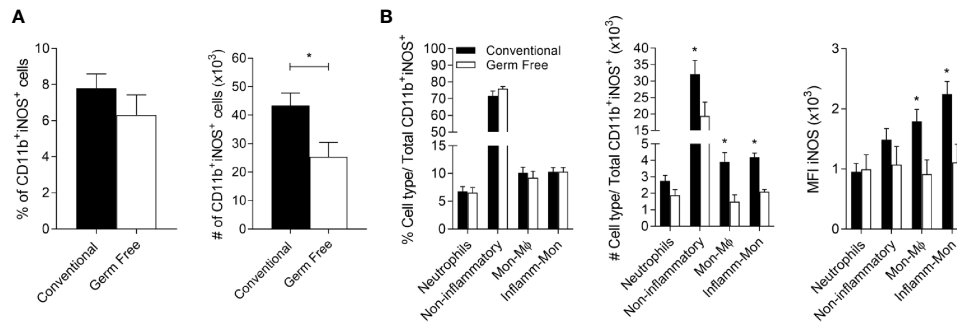 A
B
% of CD11b⁺iNOS⁺ cells
10
8
6
4
2
0
Conventional
Germ Free
# of CD11b⁺iNOS⁺ cells (x10³)
60
50
40
30
20
10
0
*
Conventional
Germ Free
% Cell type/ Total CD11b⁺iNOS⁺
100
90
80
70
60
50
15
10
5
0
Conventional
Germ Free
Neutrophils
Non-inflammatory
Mon-Mϕ
Inflamm-Mon
# Cell type/ Total CD11b⁺iNOS⁺ (x10³)
40
35
30
25
20
15
10
6
5
4
3
2
1
0
*
*
*
Neutrophils
Non-inflammatory
Mon-Mϕ
Inflamm-Mon
MFI iNOS (x10³)
3
2
1
0
*
*
Neutrophils
Non-inflammatory
Mon-Mϕ
Inflamm-Mon